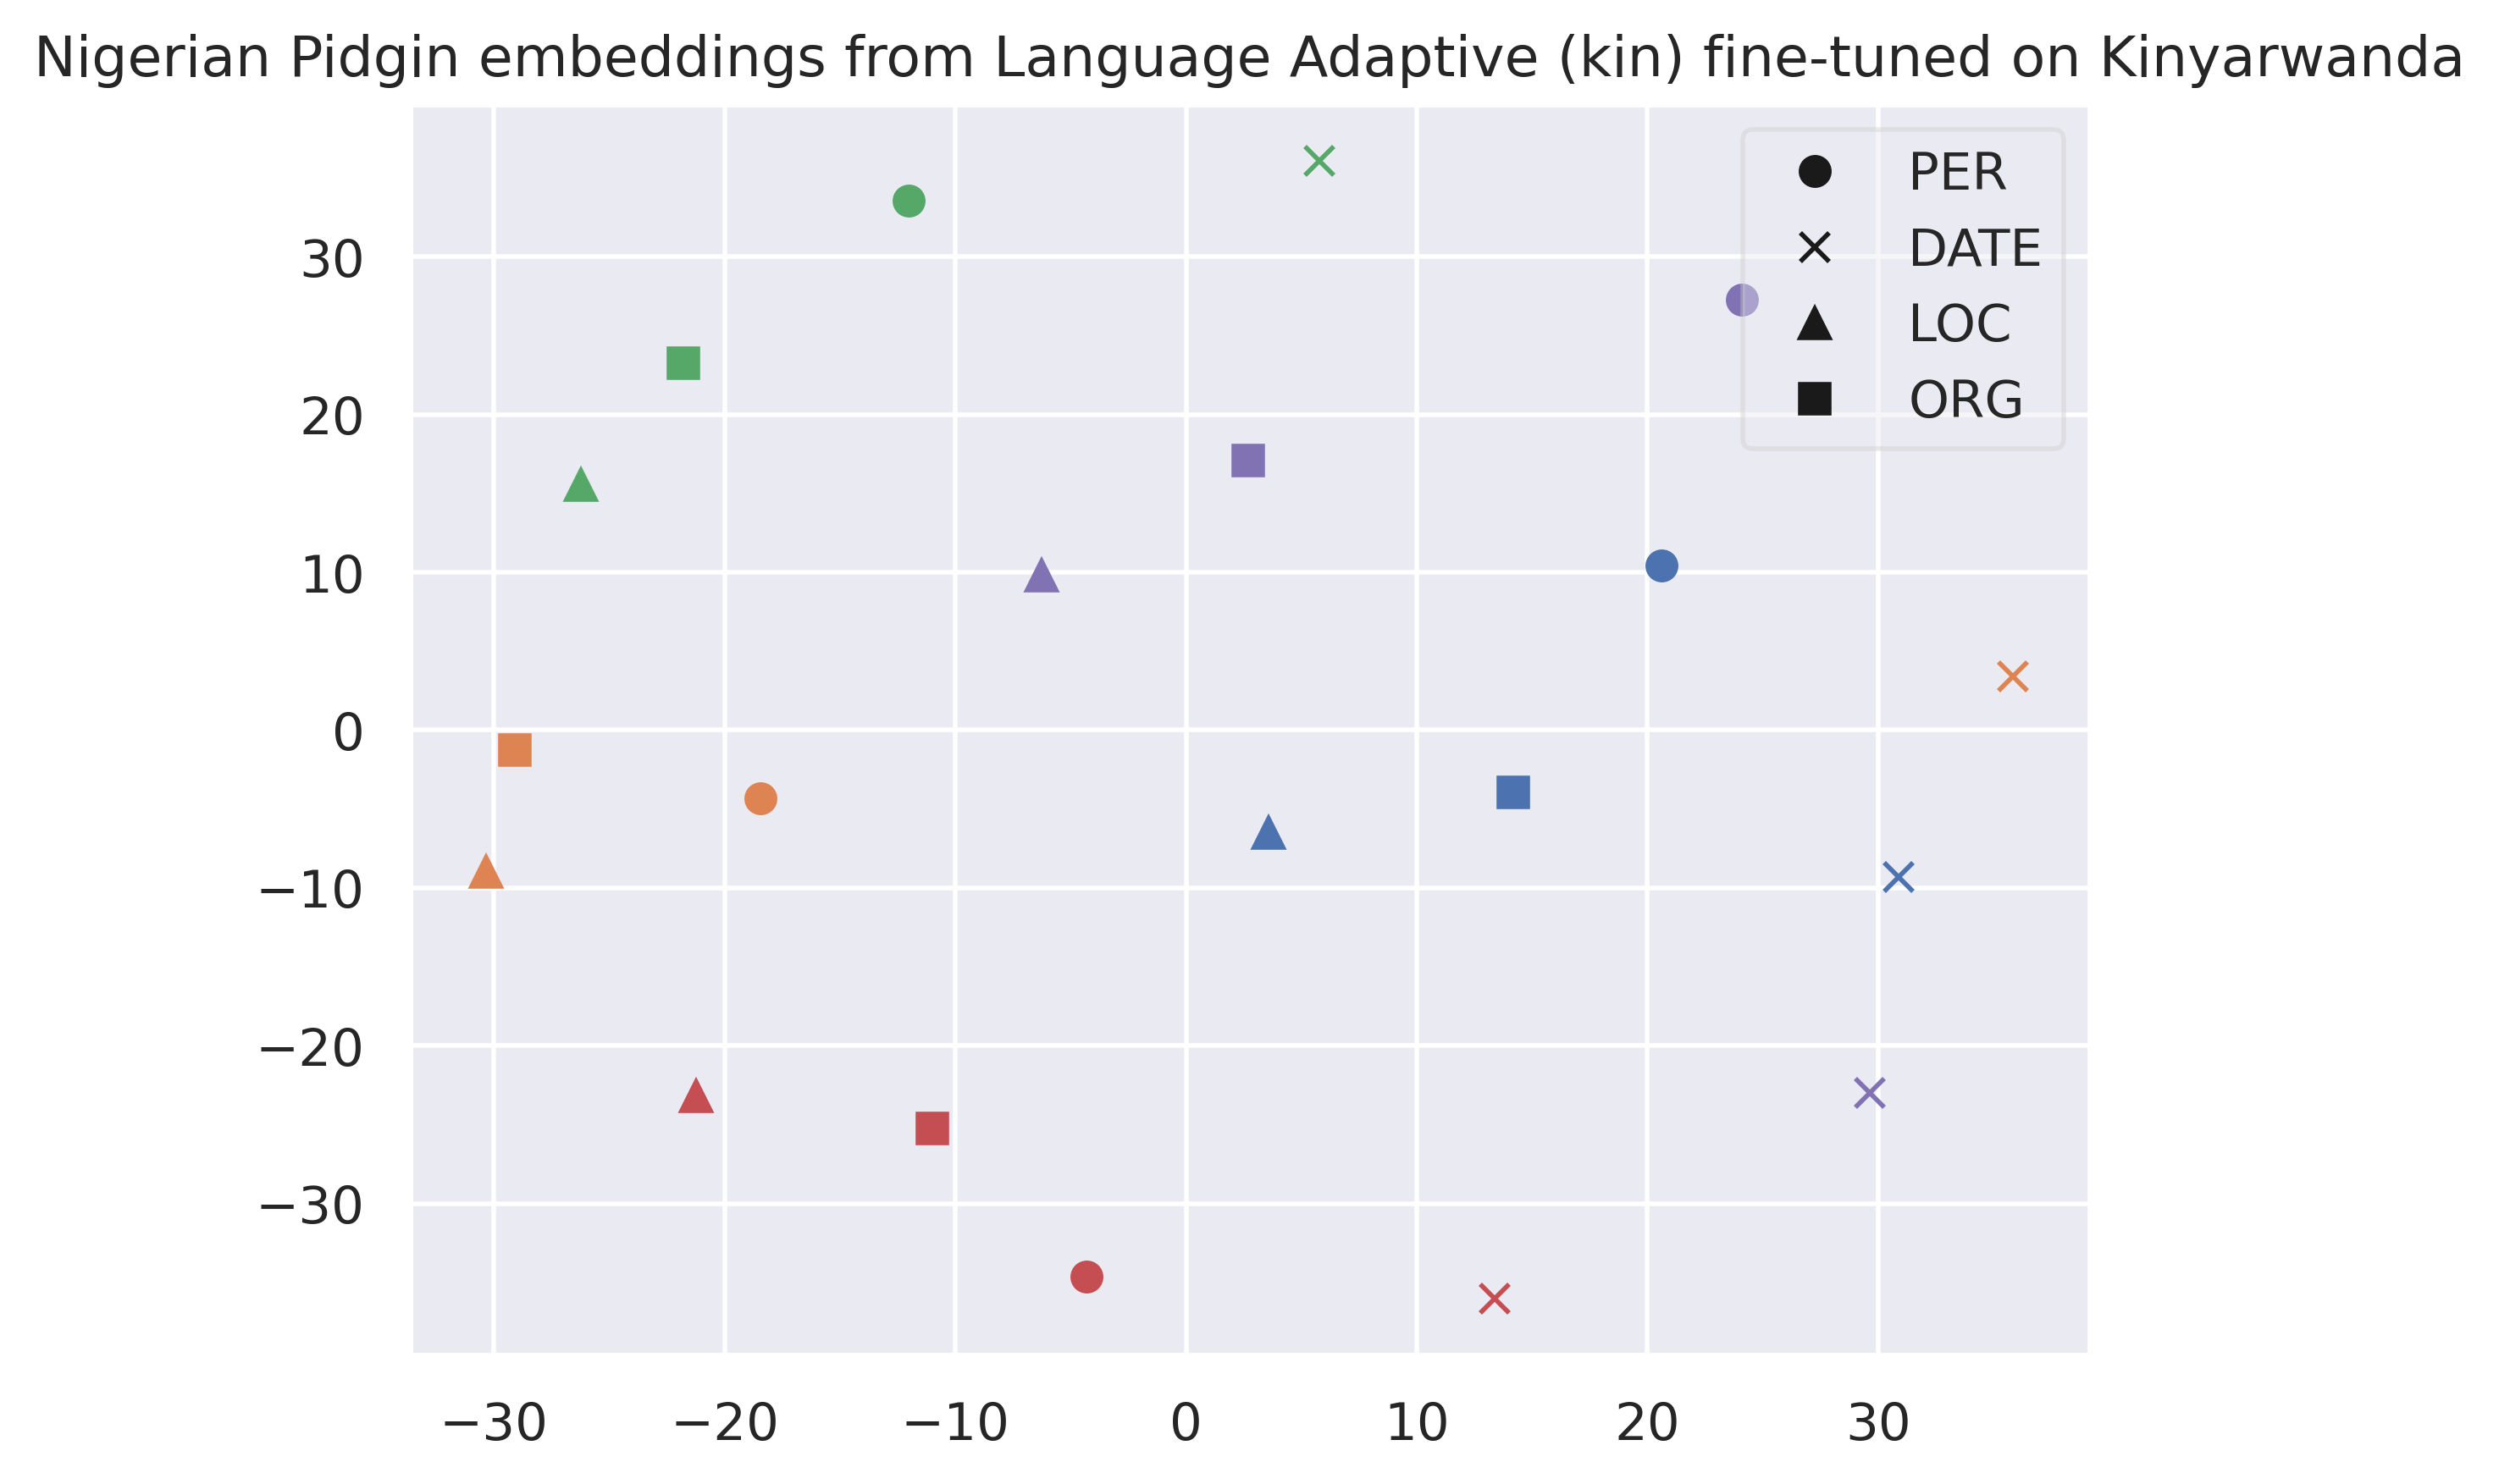 Nigerian Pidgin embeddings from Language Adaptive (kin) fine-tuned on Kinyarwanda
PER
DATE
LOC
ORG
30
20
10
0
−10
−20
−30
−30 −20 −10 0 10 20 30